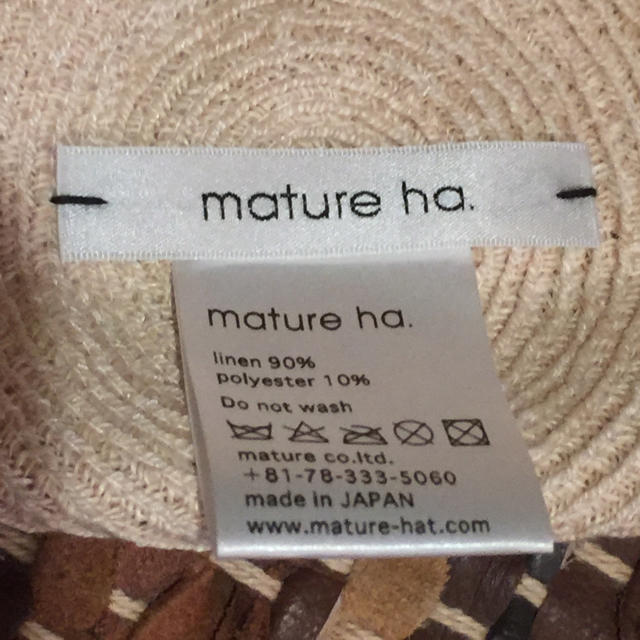 mature ha.
mature ha.
linen 90%
polyester 10%
Do not wash
mature co.ltd.
+81-78-333-5060
made in JAPAN
www.mature-hat.com